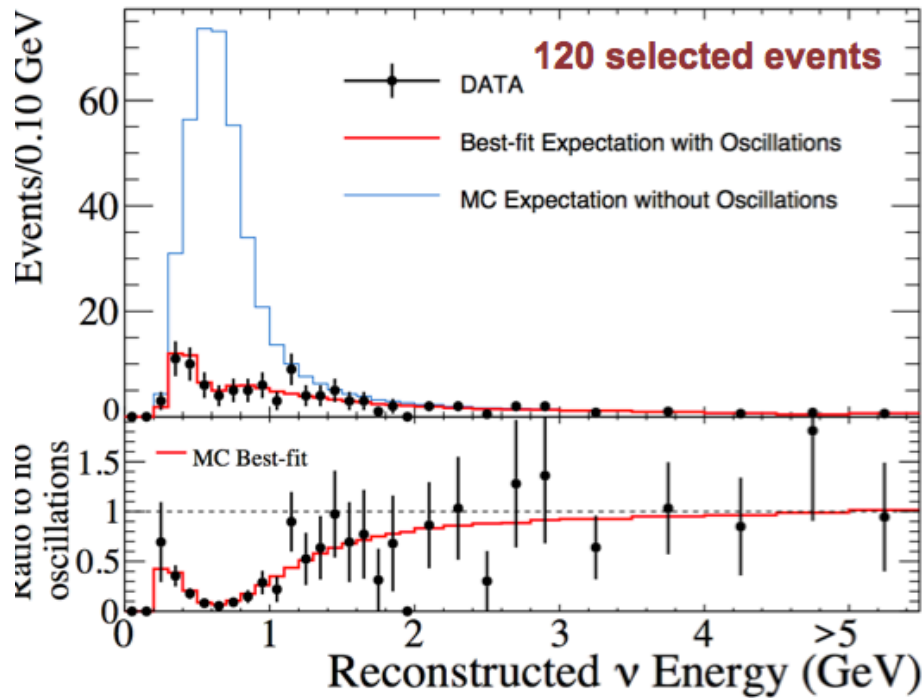 120 selected events
DATA
Best-fit Expectation with Oscillations
MC Expectation without Oscillations
Events/0.10 GeV
60
40
20
0
MC Best-fit
Ratio to no
oscillations
1.5
1
0.5
0
0 1 2 3 4 >5
Reconstructed ν Energy (GeV)